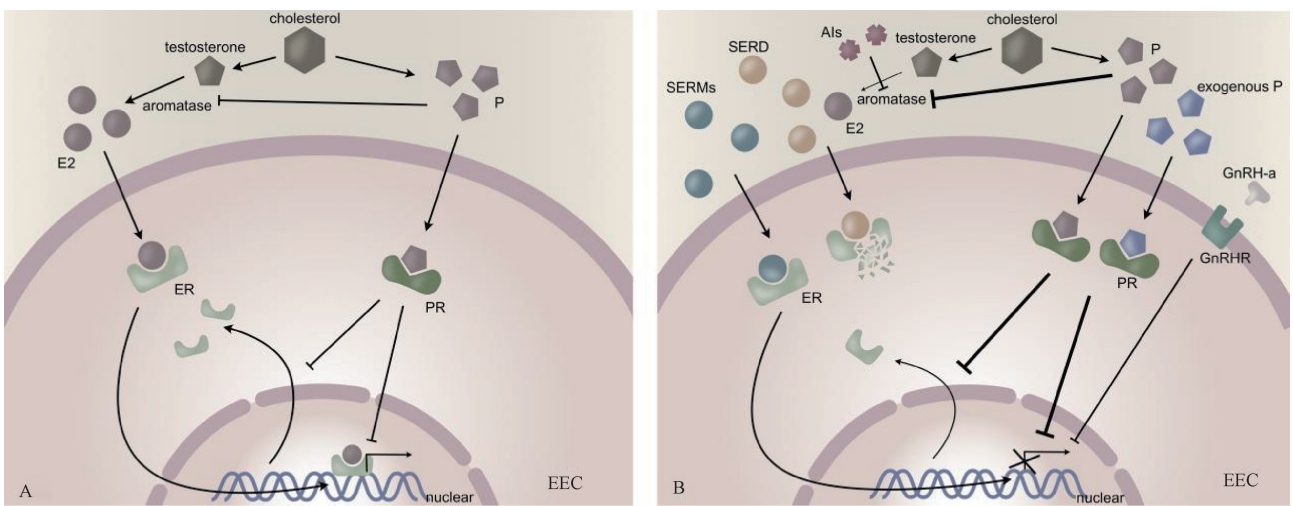 cholesterol
testosterone
aromatase
P
E2
ER
PR
A
EEC
nuclear
cholesterol
AIs
testosterone
SERD
P
SERMs
exogenous P
aromatase
E2
GnRH-a
GnRHR
PR
ER
B
EEC
nuclear